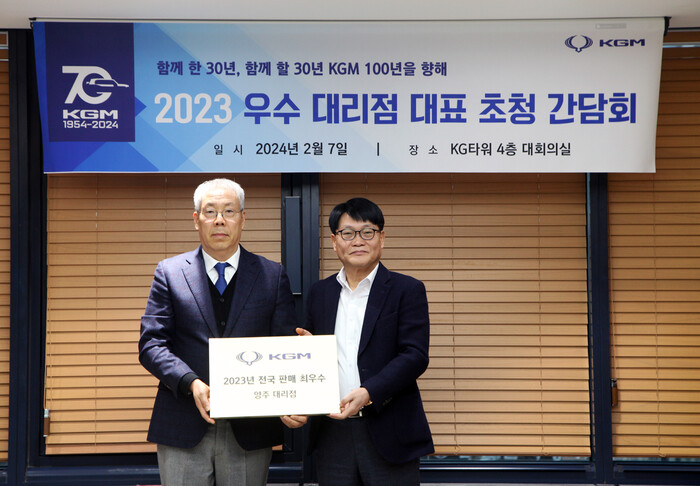 함께 한 30년, 함께 할 30년 KGM 100년을 향해
KGM
70
KGM
1954-2024
2023 우수 대리점 대표 초청 간담회
일 시 2024년 2월 7일 | 장 소 KG타워 4층 대회의실
KGM
2023년 전국 판매 최우수
양주 대리점